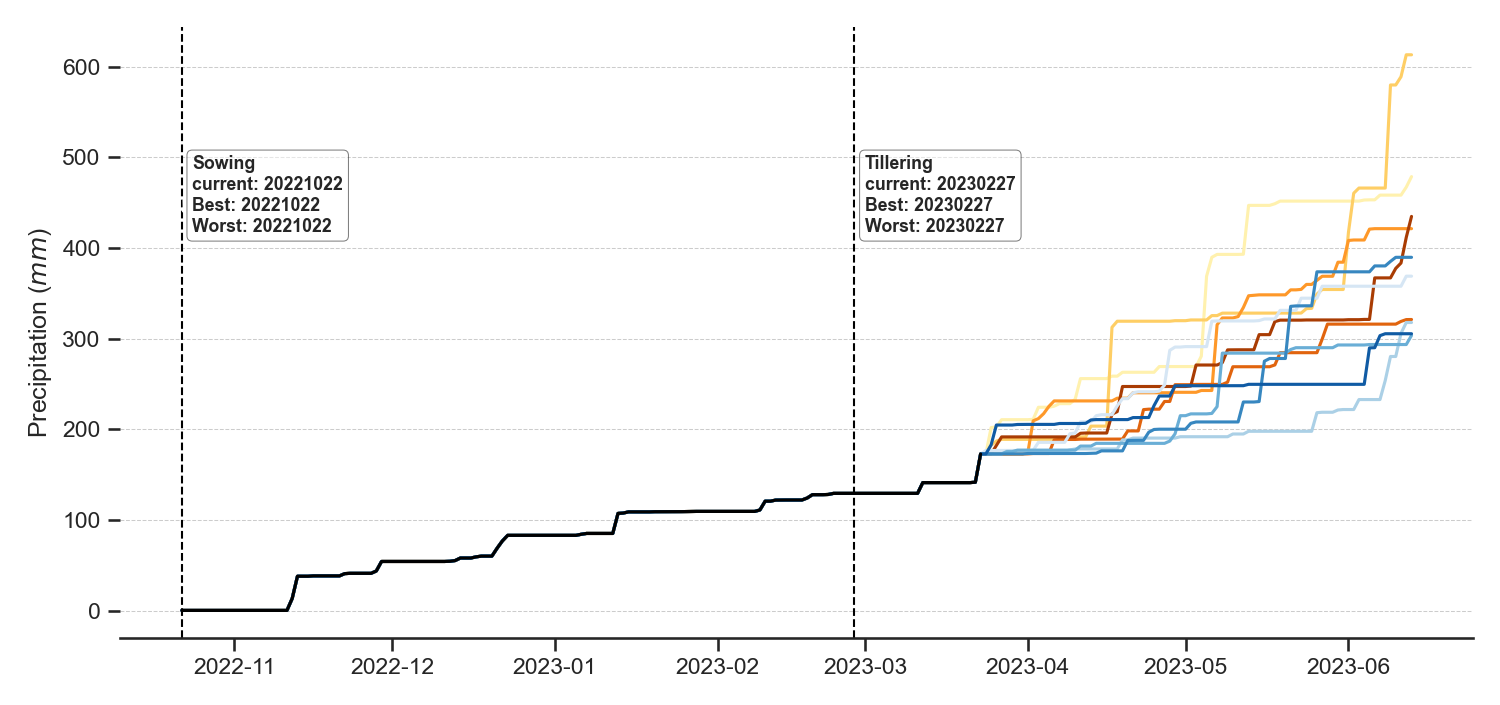 600
500
400
300
200
100
0
Precipitation (mm)
Sowing
current: 20221022
Best: 20221022
Worst: 20221022
Tillering
current: 20230227
Best: 20230227
Worst: 20230227
2022-11 2022-12 2023-01 2023-02 2023-03 2023-04 2023-05 2023-06